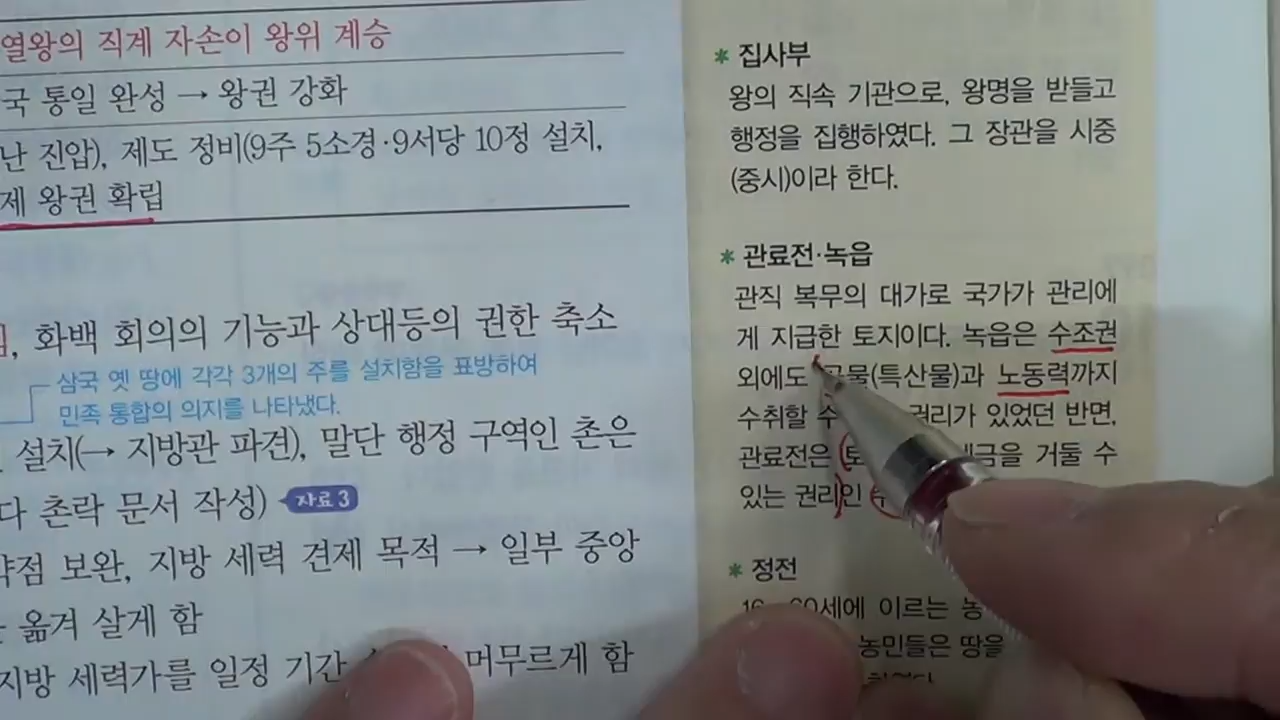 열왕의 직계 자손이 왕위 계승
국 통일 완성 → 왕권 강화
난 진압), 제도 정비(9주 5소경·9서당 10정 설치,
제 왕권 확립
화백 회의의 기능과 상대등의 권한 축소
삼국 옛 땅에 각각 3개의 주를 설치함을 표방하여
민족 통합의 의지를 나타냈다.
설치(→ 지방관 파견), 말단 행정 구역인 촌은
다 촌락 문서 작성) 자료 3
약점 보완, 지방 세력 견제 목적 → 일부 중앙
옮겨 살게 함
지방 세력가를 일정 기간 머무르게 함
* 집사부
왕의 직속 기관으로, 왕명을 받들고
행정을 집행하였다. 그 장관을 시중
(중시)이라 한다.
* 관료전·녹읍
관직 복무의 대가로 국가가 관리에
게 지급한 토지이다. 녹읍은 수조권
외에도 공물(특산물)과 노동력까지
수취할 수 권리가 있었던 반면,
관료전은 세금을 거둘 수
있는 권리인
* 정전
16 60세에 이르는
농민들은 땅을